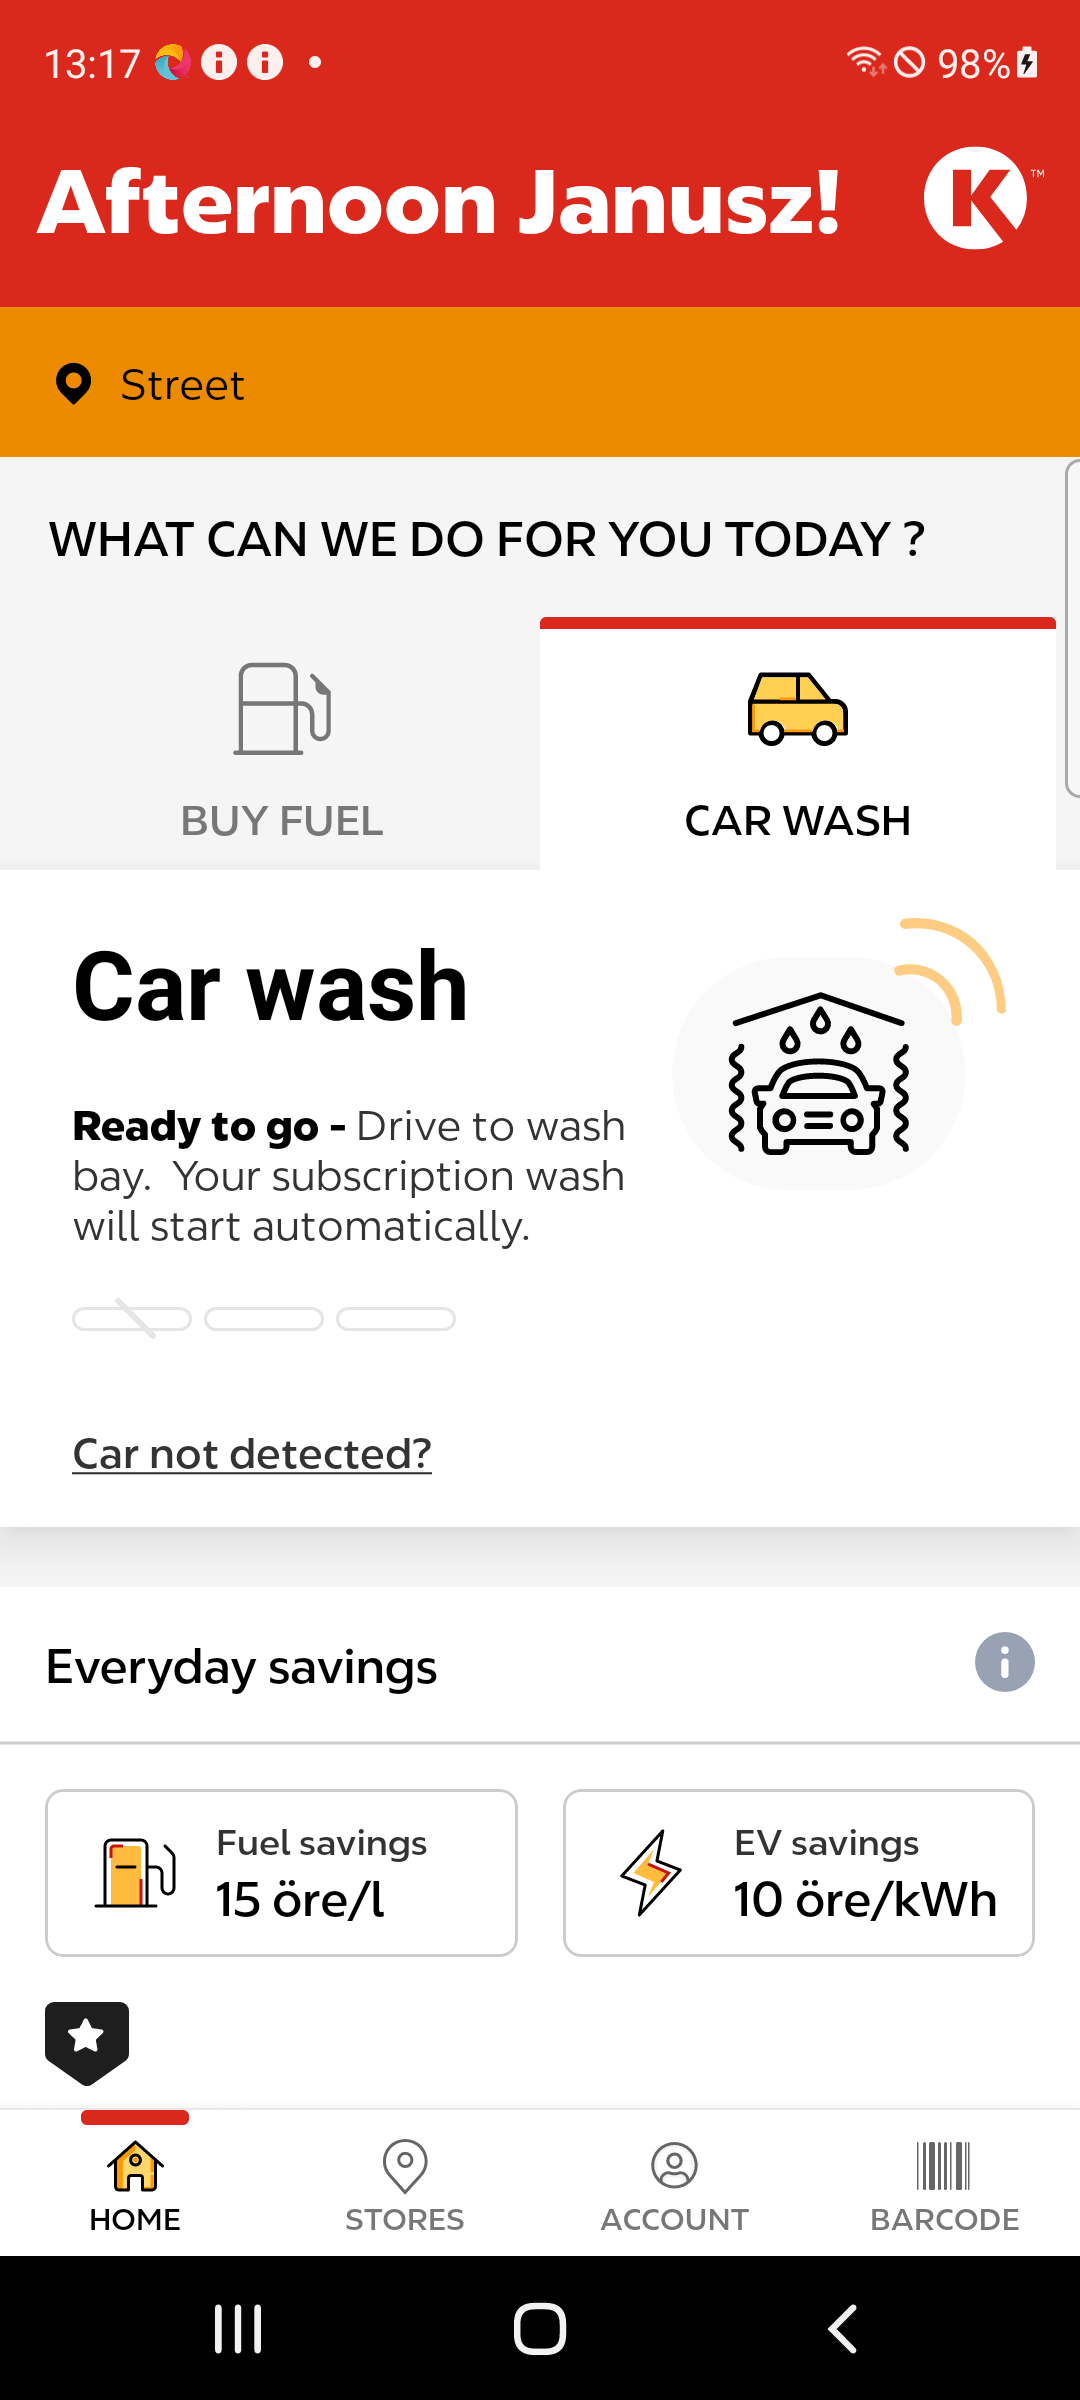 13:17
98%
Afternoon Janusz!
K™
Street
WHAT CAN WE DO FOR YOU TODAY ?
BUY FUEL
CAR WASH
Car wash
Ready to go - Drive to wash
bay.  Your subscription wash
will start automatically.
Car not detected?
Everyday savings
Fuel savings
15 öre/l
EV savings
10 öre/kWh
HOME
STORES
ACCOUNT
BARCODE